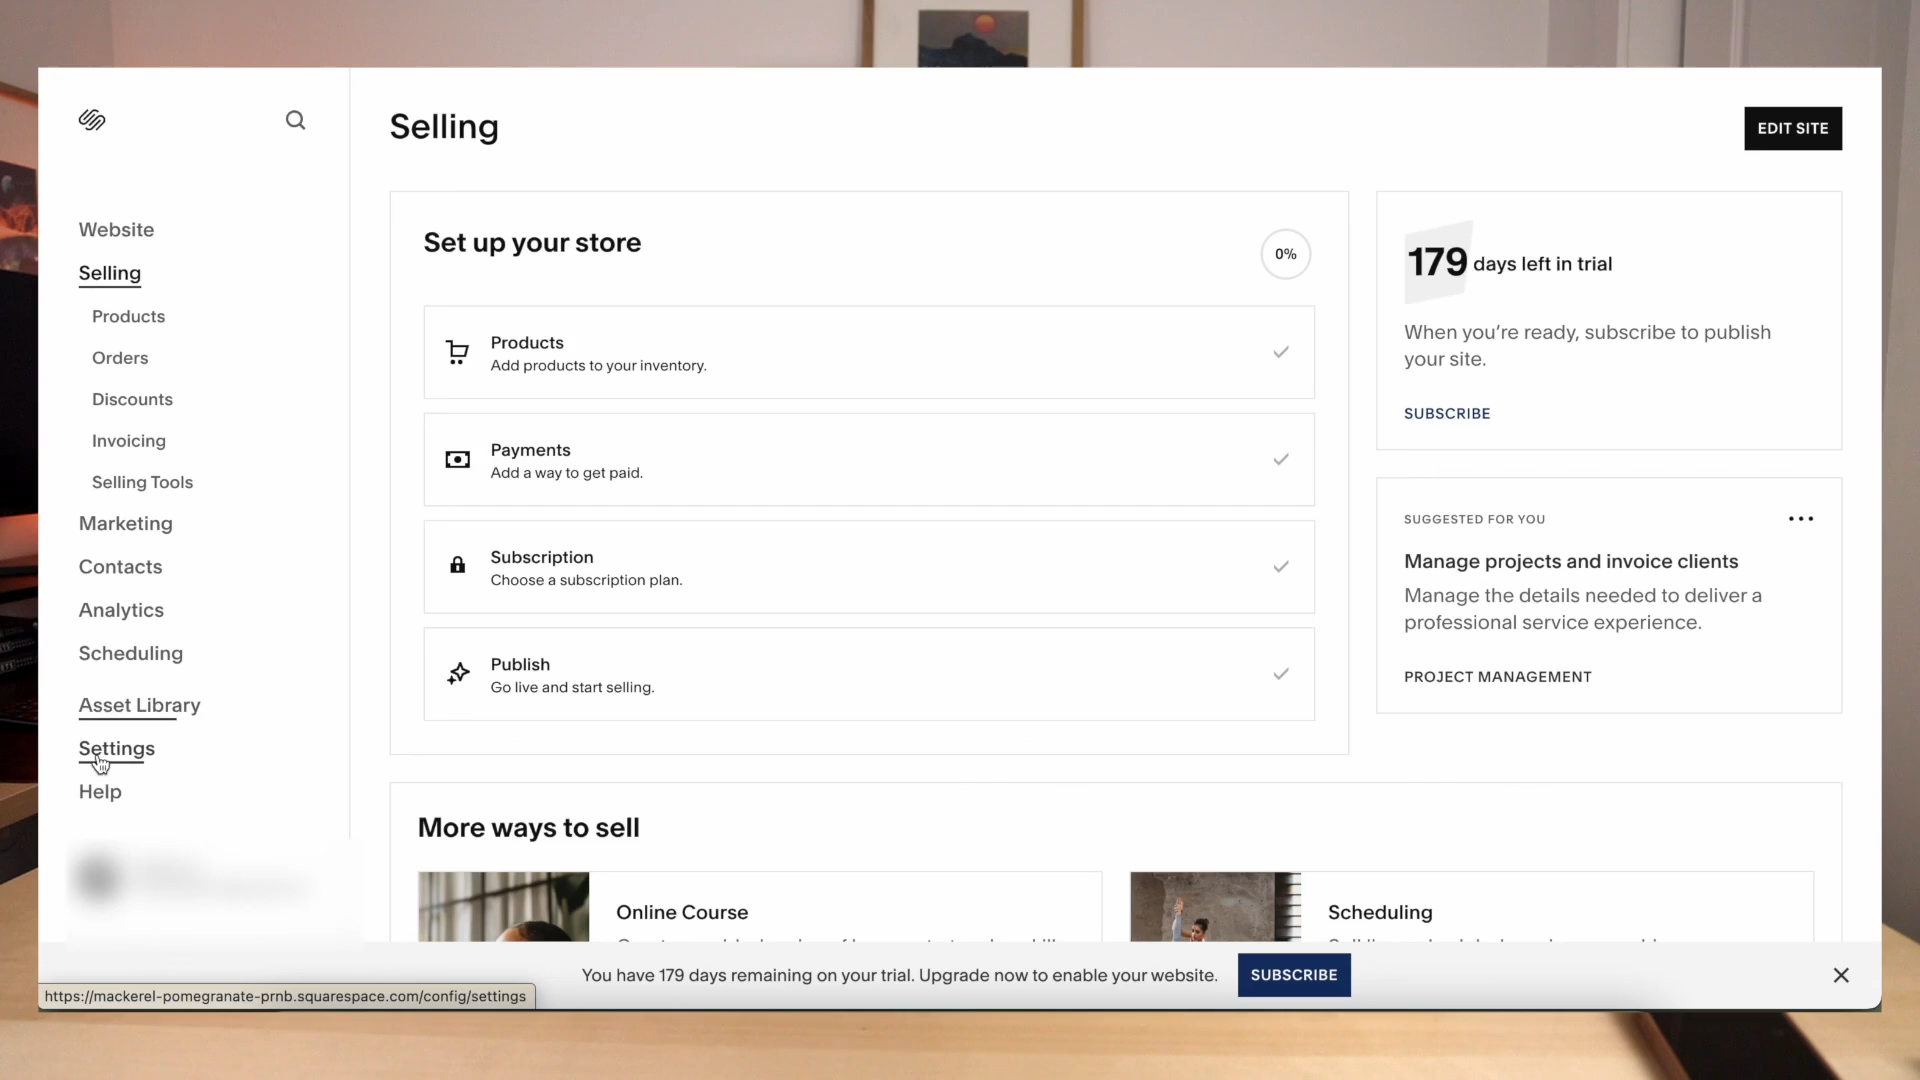 Selling
EDIT SITE
Website
Selling
Products
Orders
Discounts
Invoicing
Selling Tools
Marketing
Contacts
Analytics
Scheduling
Asset Library
Settings
Help
Set up your store
0%
Products
Add products to your inventory.
Payments
Add a way to get paid.
Subscription
Choose a subscription plan.
Publish
Go live and start selling.
179 days left in trial
When you’re ready, subscribe to publish
your site.
SUBSCRIBE
SUGGESTED FOR YOU
Manage projects and invoice clients
Manage the details needed to deliver a
professional service experience.
PROJECT MANAGEMENT
More ways to sell
Online Course
Scheduling
You have 179 days remaining on your trial. Upgrade now to enable your website.
SUBSCRIBE
https://mackerel-pomegranate-prnb.squarespace.com/config/settings